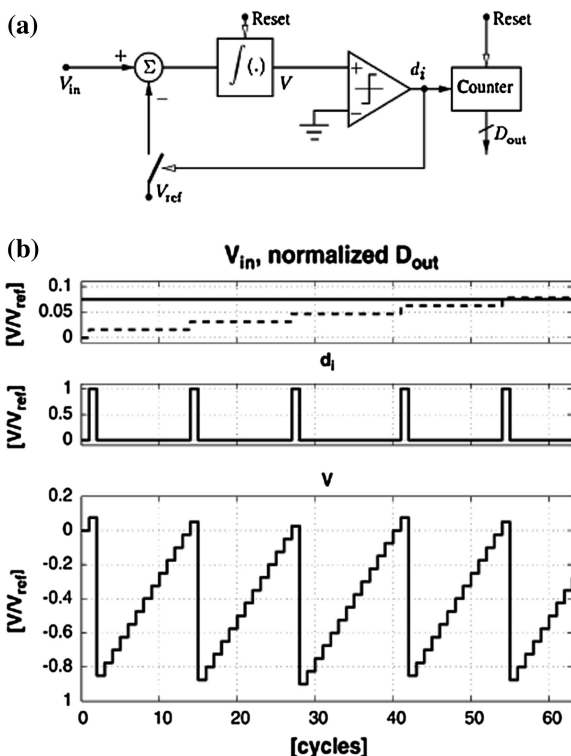 (a)
Reset
Reset
+
V_in
Σ
−
∫(.)
V
+
−
d_i
Counter
D_out
V_ref
(b)
V_in, normalized D_out
[V/V_ref]
0.1
0.05
0
d_i
[V/V_ref]
1
0.5
0
V
[V/V_ref]
0.2
0
-0.2
-0.4
-0.6
-0.8
1
0 10 20 30 40 50 60
[cycles]